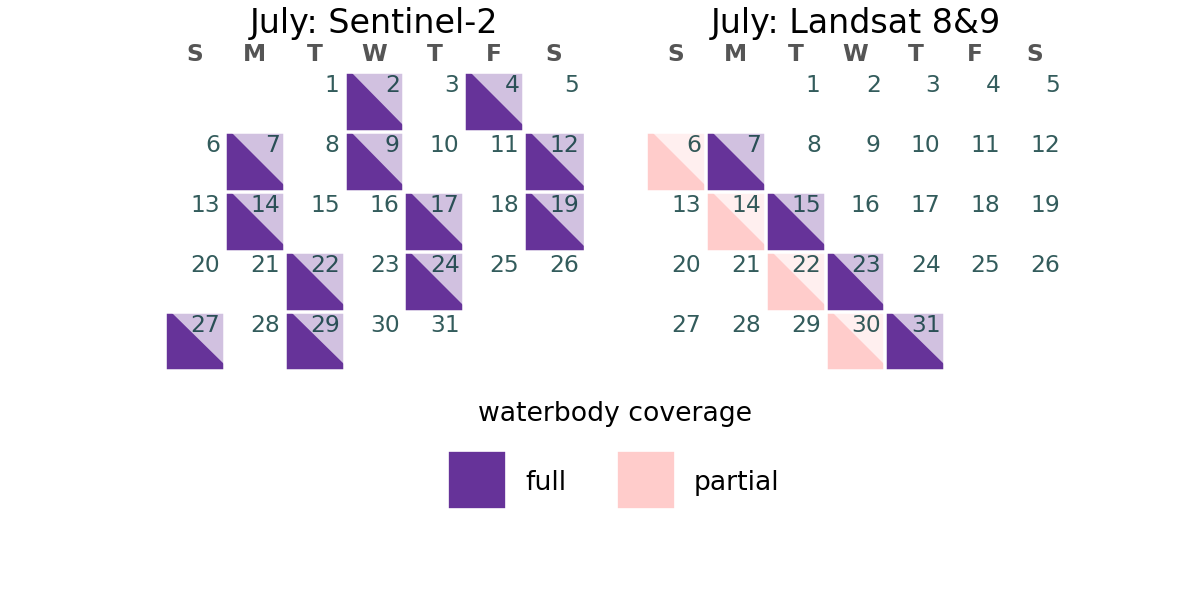 July: Sentinel-2
S M T W T F S
1 2 3 4 5
6 7 8 9 10 11 12
13 14 15 16 17 18 19
20 21 22 23 24 25 26
27 28 29 30 31
July: Landsat 8&9
S M T W T F S
1 2 3 4 5
6 7 8 9 10 11 12
13 14 15 16 17 18 19
20 21 22 23 24 25 26
27 28 29 30 31
waterbody coverage
full partial